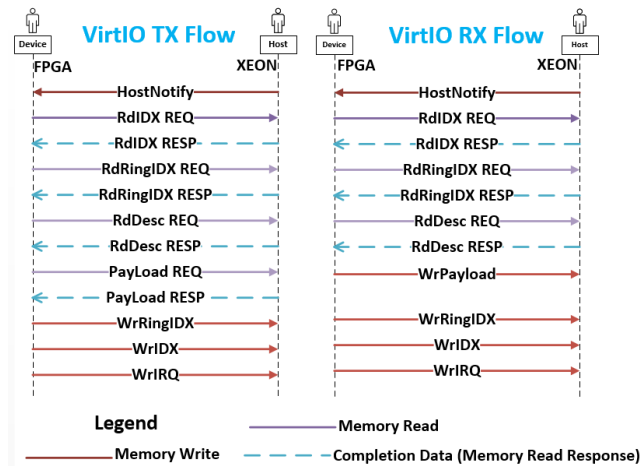 VirtIO TX Flow
Device
Host
FPGA
XEON
HostNotify
RdIDX REQ
RdIDX RESP
RdRingIDX REQ
RdRingIDX RESP
RdDesc REQ
RdDesc RESP
PayLoad REQ
PayLoad RESP
WrRingIDX
WrIDX
WrIRQ
VirtIO RX Flow
Device
Host
FPGA
XEON
HostNotify
RdIDX REQ
RdIDX RESP
RdRingIDX REQ
RdRingIDX RESP
RdDesc REQ
RdDesc RESP
WrPayload
WrRingIDX
WrIDX
WrIRQ
Legend
Memory Read
Memory Write
Completion Data (Memory Read Response)